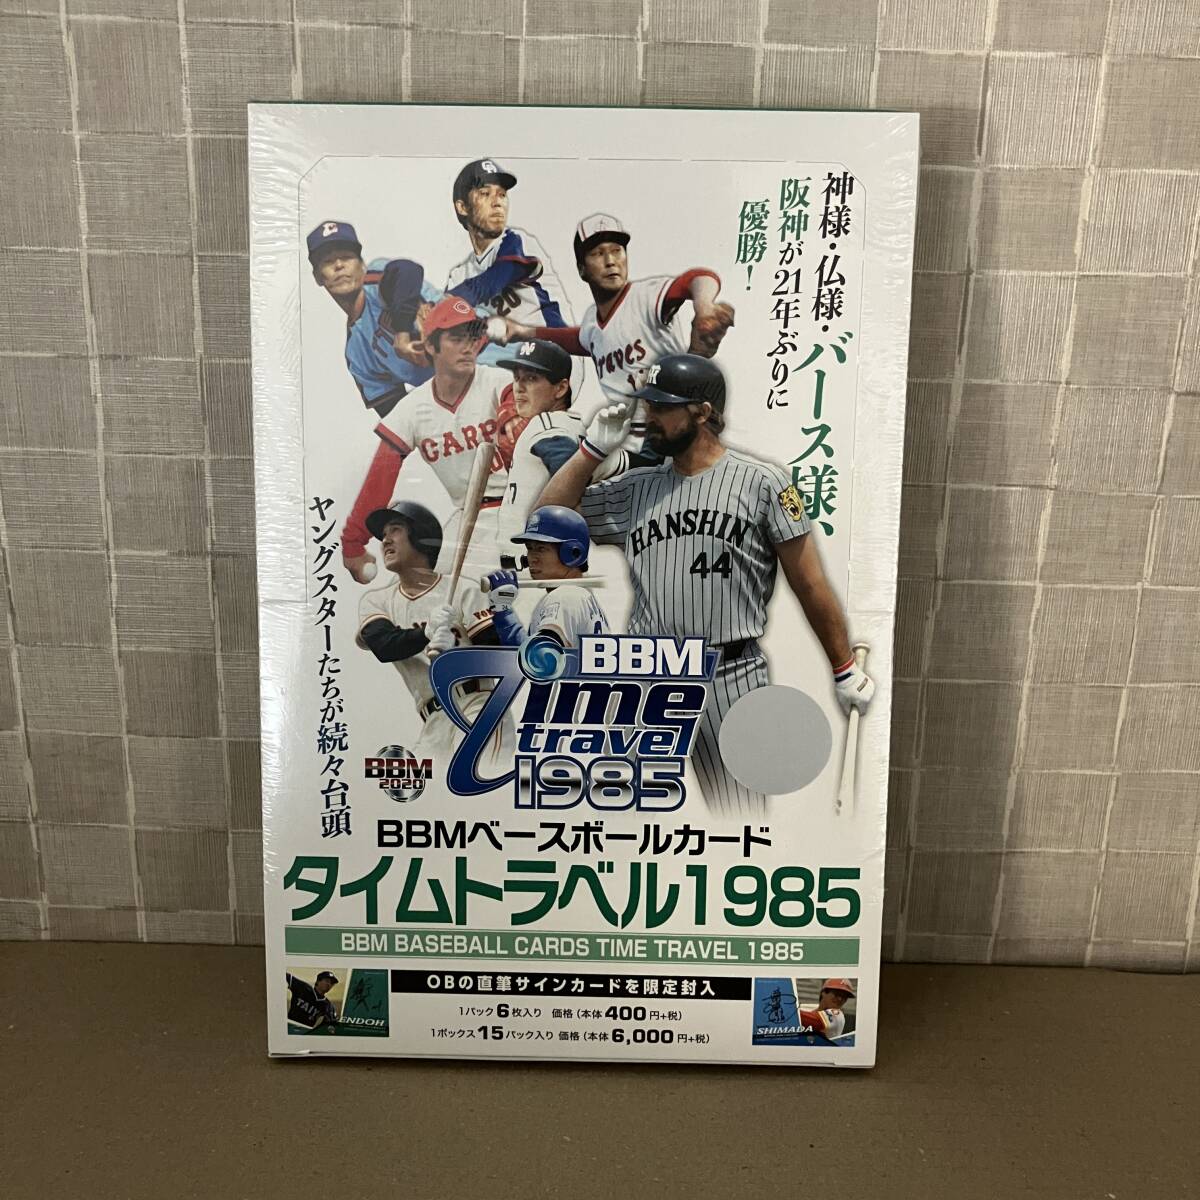 神様・仏様・バース様、
阪神が21年ぶりに
優勝！
ヤングスターたちが続々台頭
20
Braves
CARP
HANSHIN
44
BBM
Time
travel
1985
BBM
2020
BBMベースボールカード
タイムトラベル1985
BBM BASEBALL CARDS TIME TRAVEL 1985
OBの直筆サインカードを限定封入
1パック6枚入り 価格（本体400円+税）
1ボックス15パック入り 価格（本体6,000円+税）
ENDOH
SHIMADA